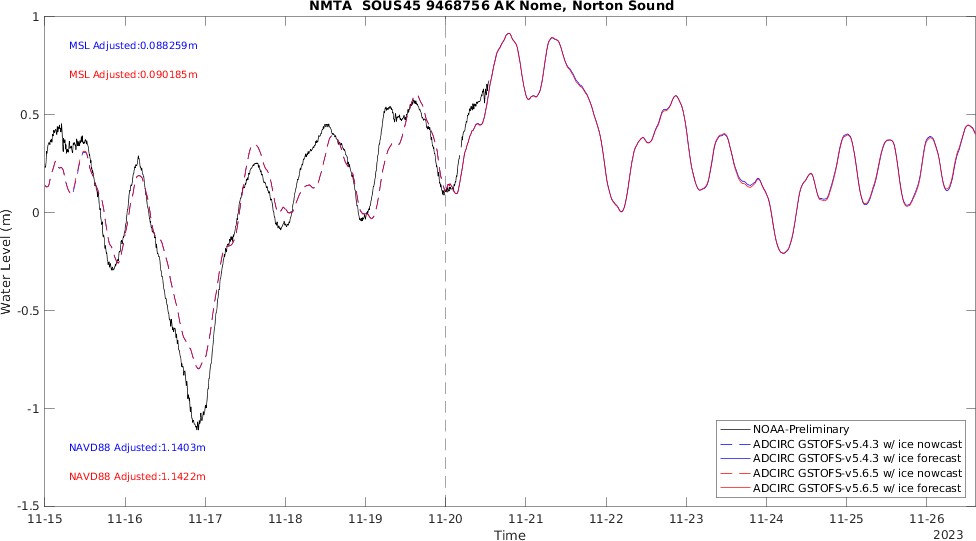 NMTA SOUS45 9468756 AK Nome, Norton Sound
1
MSL Adjusted:0.088259m
MSL Adjusted:0.090185m
0.5
0
Water Level (m)
-0.5
-1
NOAA-Preliminary
NAVD88 Adjusted:1.1403m
ADCIRC GSTOFS-v5.4.3 w/ ice nowcast
ADCIRC GSTOFS-v5.4.3 w/ ice forecast
NAVD88 Adjusted:1.1422m
ADCIRC GSTOFS-v5.6.5 w/ ice nowcast
ADCIRC GSTOFS-v5.6.5 w/ ice forecast
-1.5
11-15 11-16 11-17 11-18 11-19 11-20 11-21 11-22 11-23 11-24 11-25 11-26
Time
2023